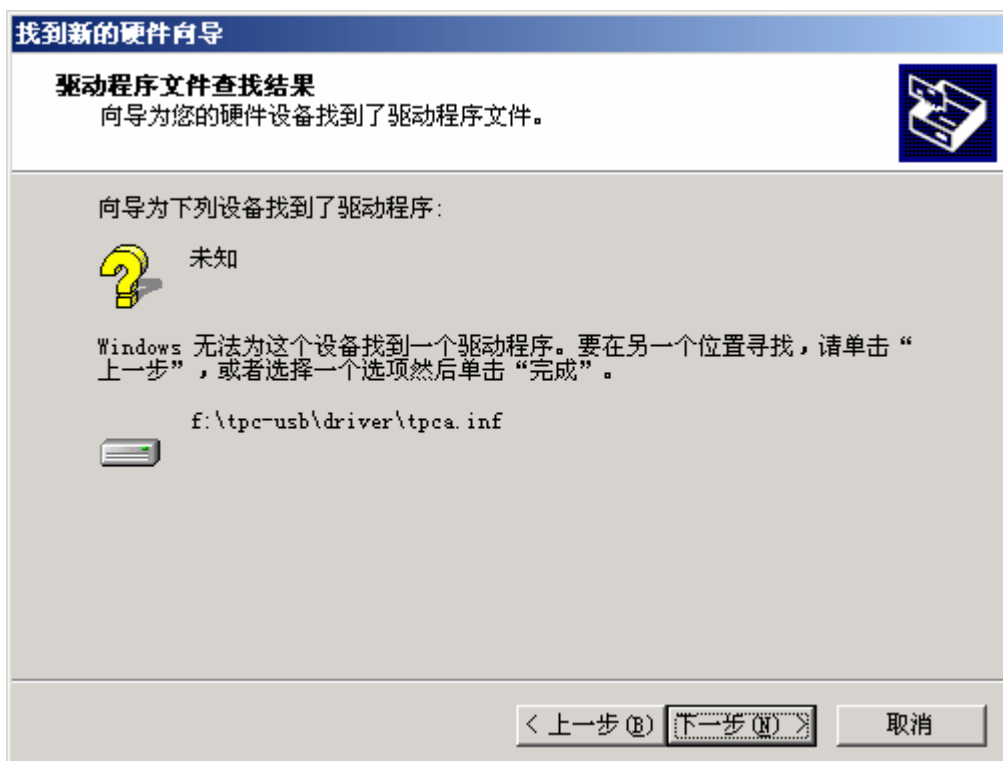 找到新的硬件向导
驱动程序文件查找结果
向导为您的硬件设备找到了驱动程序文件。
向导为下列设备找到了驱动程序:
未知
Windows 无法为这个设备找到一个驱动程序。要在另一个位置寻找，请单击“
上一步”，或者选择一个选项然后单击“完成”。
f:\tpc-usb\driver\tpca.inf
< 上一步(B) 下一步(N) > 取消